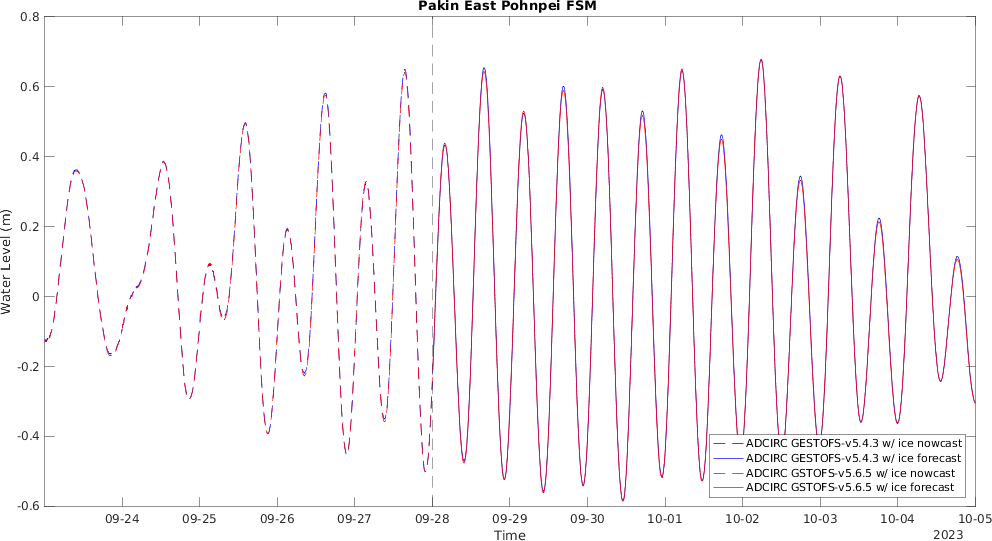 Pakin East Pohnpei FSM
0.8
0.6
0.4
0.2
0
-0.2
-0.4
-0.6
Water Level (m)
ADCIRC GESTOFS-v5.4.3 w/ ice nowcast
ADCIRC GESTOFS-v5.4.3 w/ ice forecast
ADCIRC GSTOFS-v5.6.5 w/ ice nowcast
ADCIRC GSTOFS-v5.6.5 w/ ice forecast
09-24 09-25 09-26 09-27 09-28 09-29 09-30 10-01 10-02 10-03 10-04 10-05
Time
2023